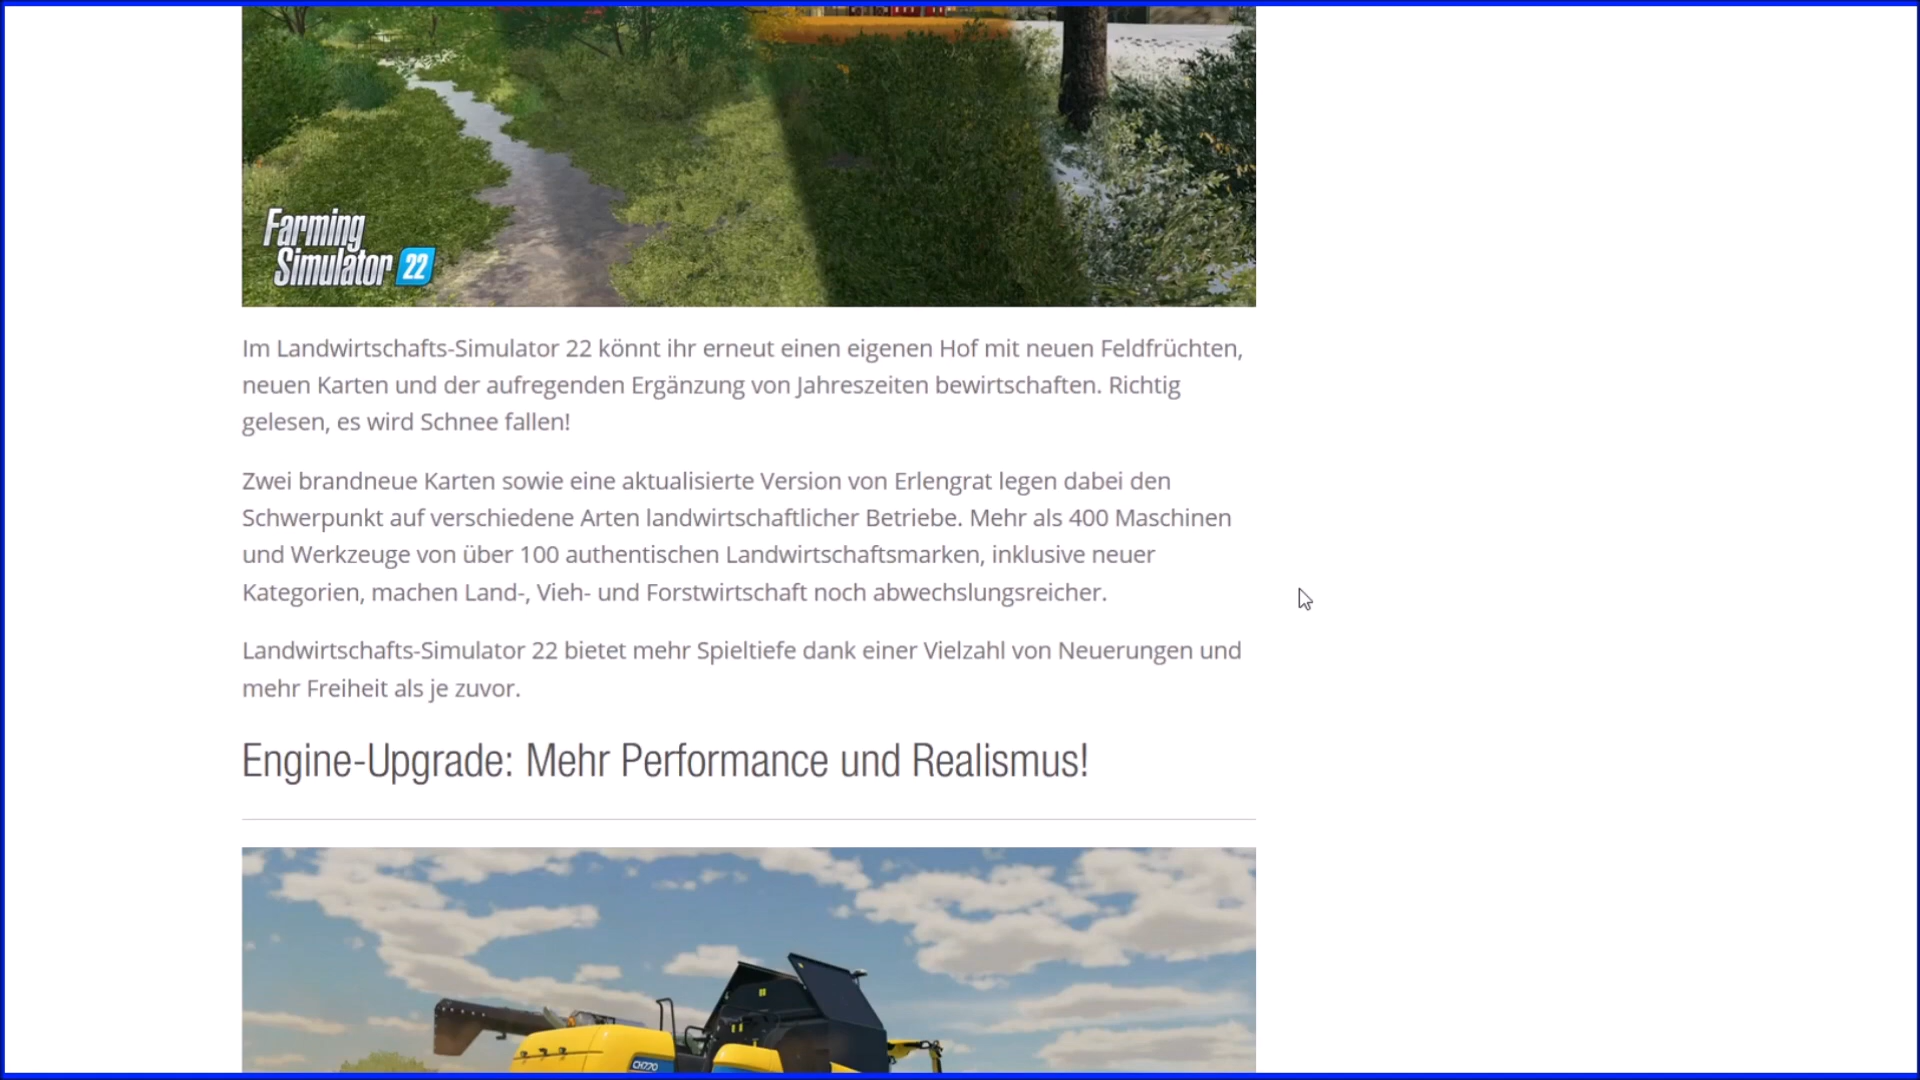 Farming
Simulator 22
Im Landwirtschafts-Simulator 22 könnt ihr erneut einen eigenen Hof mit neuen Feldfrüchten,
neuen Karten und der aufregenden Ergänzung von Jahreszeiten bewirtschaften. Richtig
gelesen, es wird Schnee fallen!
Zwei brandneue Karten sowie eine aktualisierte Version von Erlengrat legen dabei den
Schwerpunkt auf verschiedene Arten landwirtschaftlicher Betriebe. Mehr als 400 Maschinen
und Werkzeuge von über 100 authentischen Landwirtschaftsmarken, inklusive neuer
Kategorien, machen Land-, Vieh- und Forstwirtschaft noch abwechslungsreicher.
Landwirtschafts-Simulator 22 bietet mehr Spieltiefe dank einer Vielzahl von Neuerungen und
mehr Freiheit als je zuvor.
Engine-Upgrade: Mehr Performance und Realismus!
CH7.70